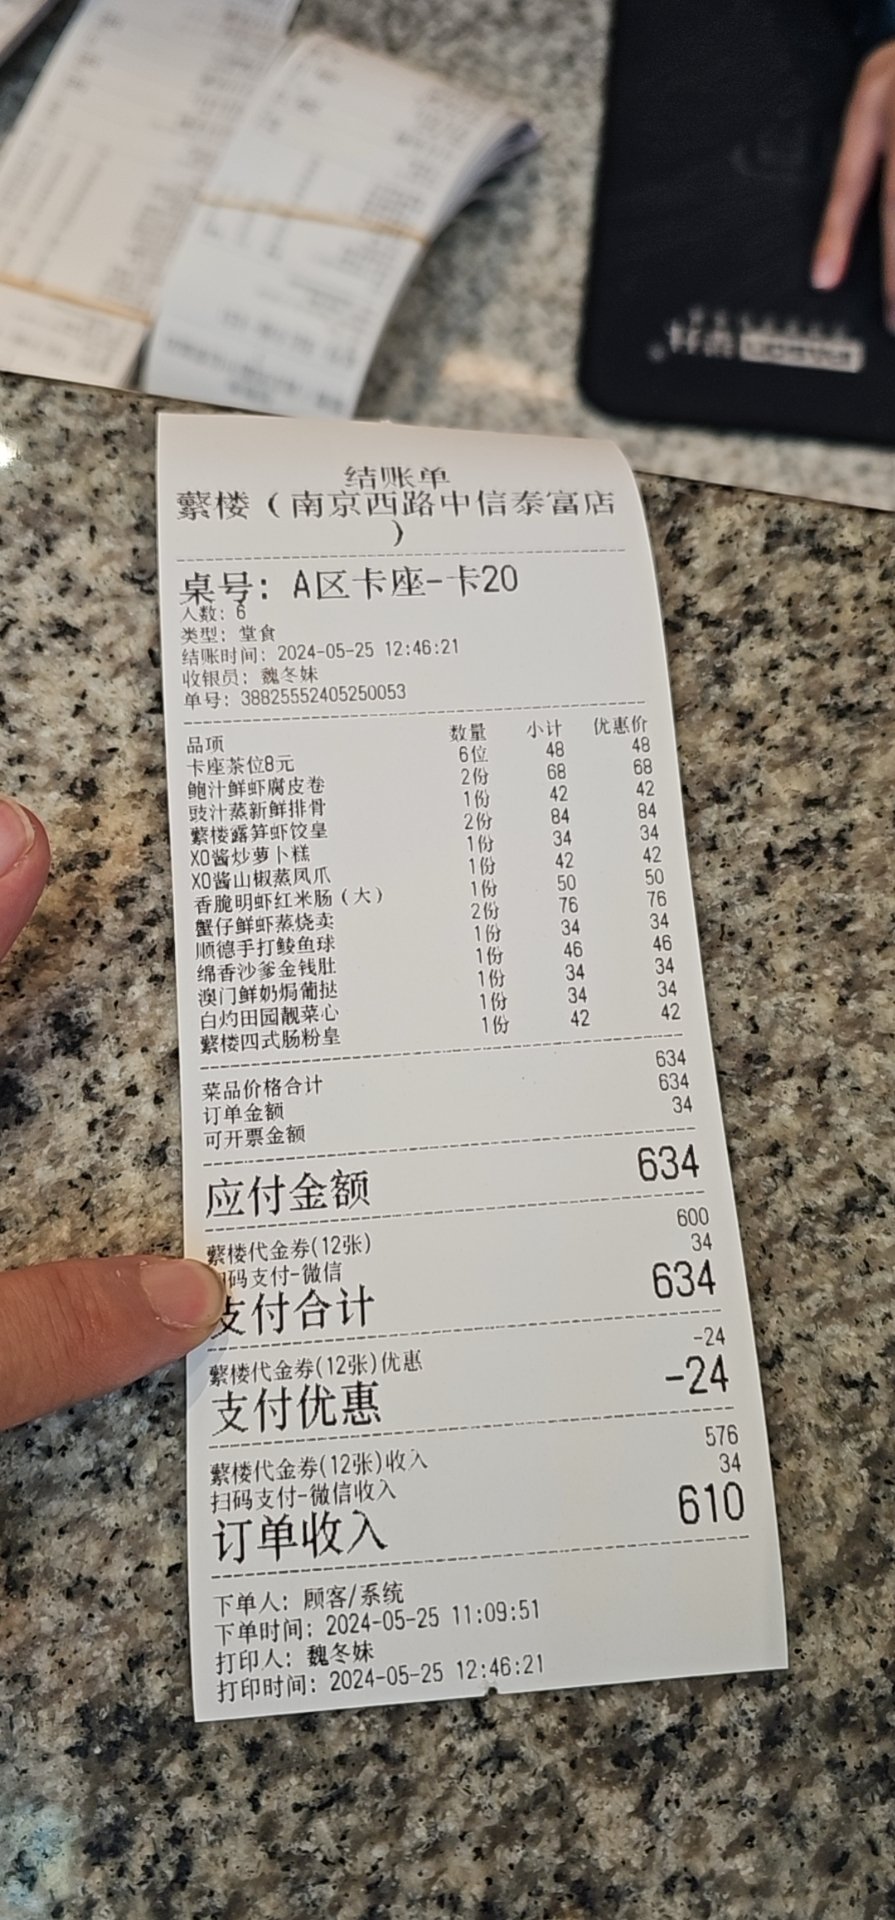 结账单
蘩楼（南京西路中信泰富店
）
桌号: A区卡座-卡20
人数: 6
类型: 堂食
结账时间: 2024-05-25 12:46:21
收银员: 魏冬妹
单号: 38825552405250053
品项 数量 小计 优惠价
卡座茶位8元 6位 48 48
鲍汁鲜虾腐皮卷 2份 68 68
豉汁蒸新鲜排骨 1份 42 42
蘩楼露笋虾饺皇 2份 84 84
XO酱炒萝卜糕 1份 34 34
XO酱山椒蒸凤爪 1份 42 42
香脆明虾红米肠（大） 1份 50 50
蟹仔鲜虾蒸烧卖 2份 76 76
顺德手打鲮鱼球 1份 34 34
绵香沙爹金钱肚 1份 46 46
澳门鲜奶焗葡挞 1份 34 34
白灼田园靓菜心 1份 34 34
蘩楼四式肠粉皇 1份 42 42
菜品价格合计 634
订单金额 634
可开票金额 34
应付金额 634
蘩楼代金券(12张) 600
码支付-微信 34
支付合计 634
蘩楼代金券(12张)优惠 -24
支付优惠 -24
蘩楼代金券(12张)收入 576
扫码支付-微信收入 34
订单收入 610
下单人: 顾客/系统
下单时间: 2024-05-25 11:09:51
打印人: 魏冬妹
打印时间: 2024-05-25 12:46:21